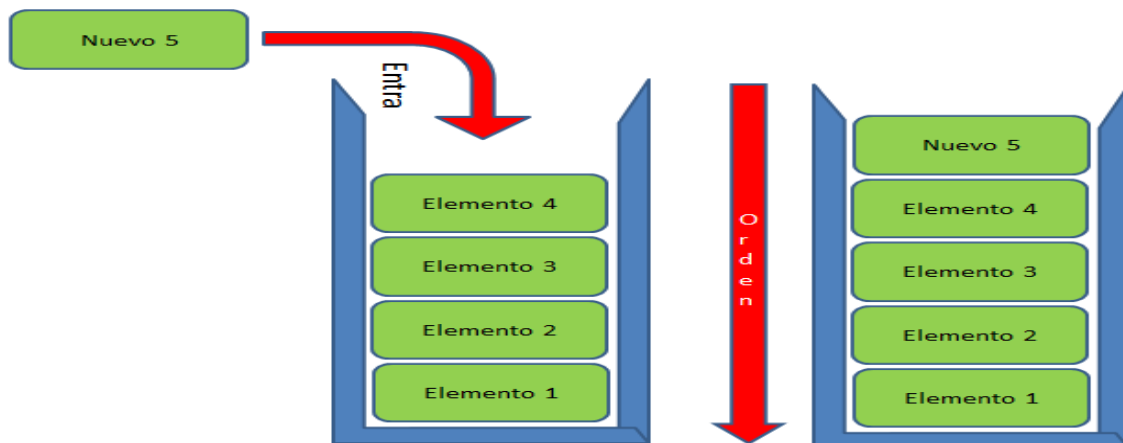 Nuevo 5
Entra
Elemento 4
Elemento 3
Elemento 2
Elemento 1
Orden
Nuevo 5
Elemento 4
Elemento 3
Elemento 2
Elemento 1